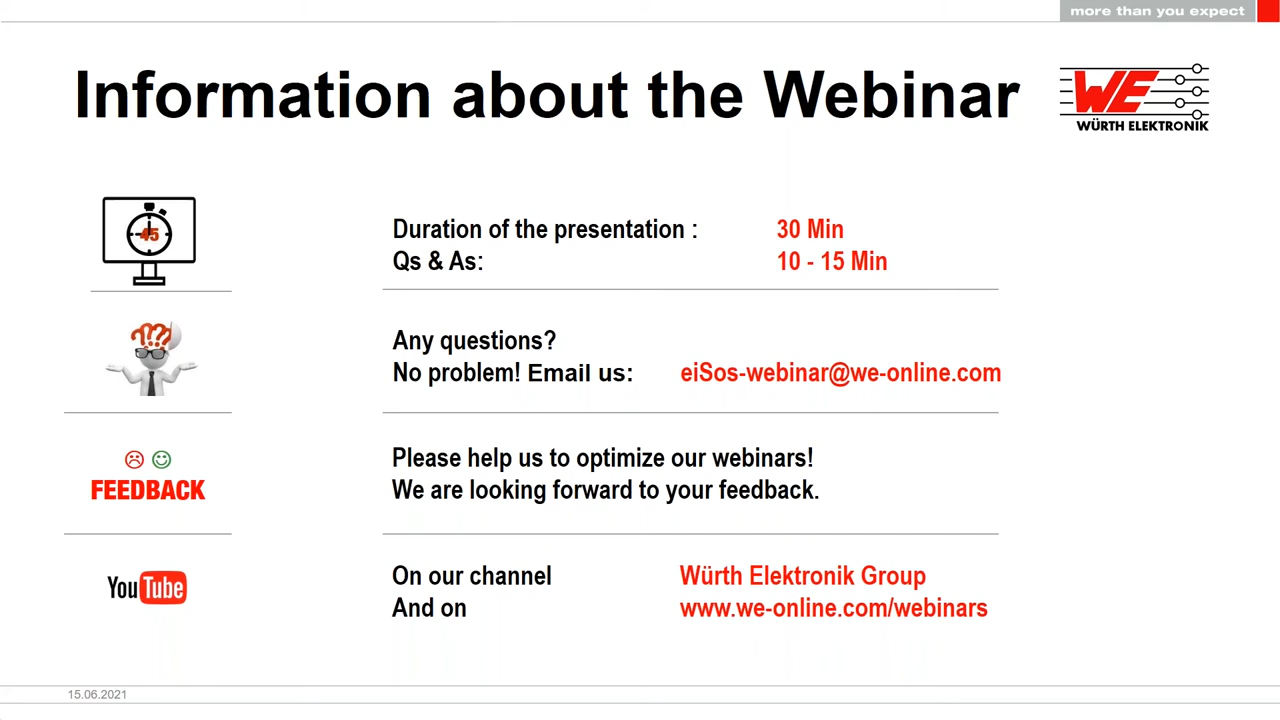 more than you expect
Information about the Webinar
WE
WÜRTH ELEKTRONIK
45
Duration of the presentation : 30 Min
Qs & As: 10 - 15 Min
???
Any questions?
No problem! Email us: eiSos-webinar@we-online.com
FEEDBACK
Please help us to optimize our webinars!
We are looking forward to your feedback.
YouTube
On our channel Würth Elektronik Group
And on www.we-online.com/webinars
15.06.2021